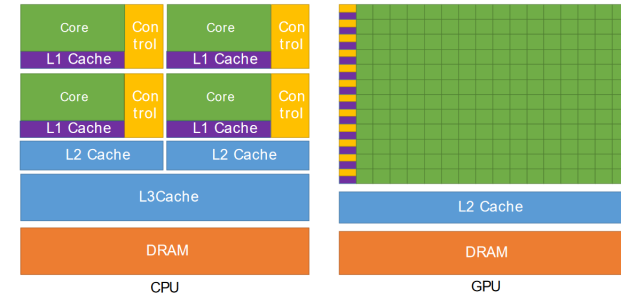 Core
Con
trol
L1 Cache
Core
Con
trol
L1 Cache
Core
Con
trol
L1 Cache
Core
Con
trol
L1 Cache
L2 Cache
L2 Cache
L3Cache
DRAM
CPU
L2 Cache
DRAM
GPU